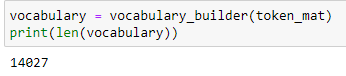 vocabulary = vocabulary_builder(token_mat)
print(len(vocabulary))
14027